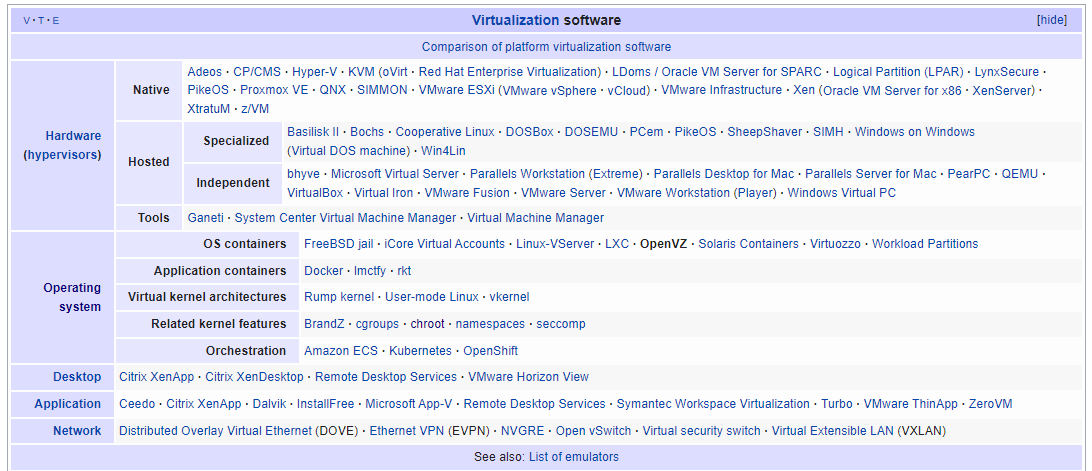 V · T · E Virtualization software [hide]
Comparison of platform virtualization software
Hardware
(hypervisors)
Native
Adeos · CP/CMS · Hyper-V · KVM (oVirt · Red Hat Enterprise Virtualization) · LDoms / Oracle VM Server for SPARC · Logical Partition (LPAR) · LynxSecure ·
PikeOS · Proxmox VE · QNX · SIMMON · VMware ESXi (VMware vSphere · vCloud) · VMware Infrastructure · Xen (Oracle VM Server for x86 · XenServer) ·
XtratuM · z/VM
Hosted
Specialized
Basilisk II · Bochs · Cooperative Linux · DOSBox · DOSEMU · PCem · PikeOS · SheepShaver · SIMH · Windows on Windows
(Virtual DOS machine) · Win4Lin
Independent
bhyve · Microsoft Virtual Server · Parallels Workstation (Extreme) · Parallels Desktop for Mac · Parallels Server for Mac · PearPC · QEMU ·
VirtualBox · Virtual Iron · VMware Fusion · VMware Server · VMware Workstation (Player) · Windows Virtual PC
Tools
Ganeti · System Center Virtual Machine Manager · Virtual Machine Manager
Operating
system
OS containers
FreeBSD jail · iCore Virtual Accounts · Linux-VServer · LXC · OpenVZ · Solaris Containers · Virtuozzo · Workload Partitions
Application containers
Docker · lmctfy · rkt
Virtual kernel architectures
Rump kernel · User-mode Linux · vkernel
Related kernel features
BrandZ · cgroups · chroot · namespaces · seccomp
Orchestration
Amazon ECS · Kubernetes · OpenShift
Desktop
Citrix XenApp · Citrix XenDesktop · Remote Desktop Services · VMware Horizon View
Application
Ceedo · Citrix XenApp · Dalvik · InstallFree · Microsoft App-V · Remote Desktop Services · Symantec Workspace Virtualization · Turbo · VMware ThinApp · ZeroVM
Network
Distributed Overlay Virtual Ethernet (DOVE) · Ethernet VPN (EVPN) · NVGRE · Open vSwitch · Virtual security switch · Virtual Extensible LAN (VXLAN)
See also: List of emulators